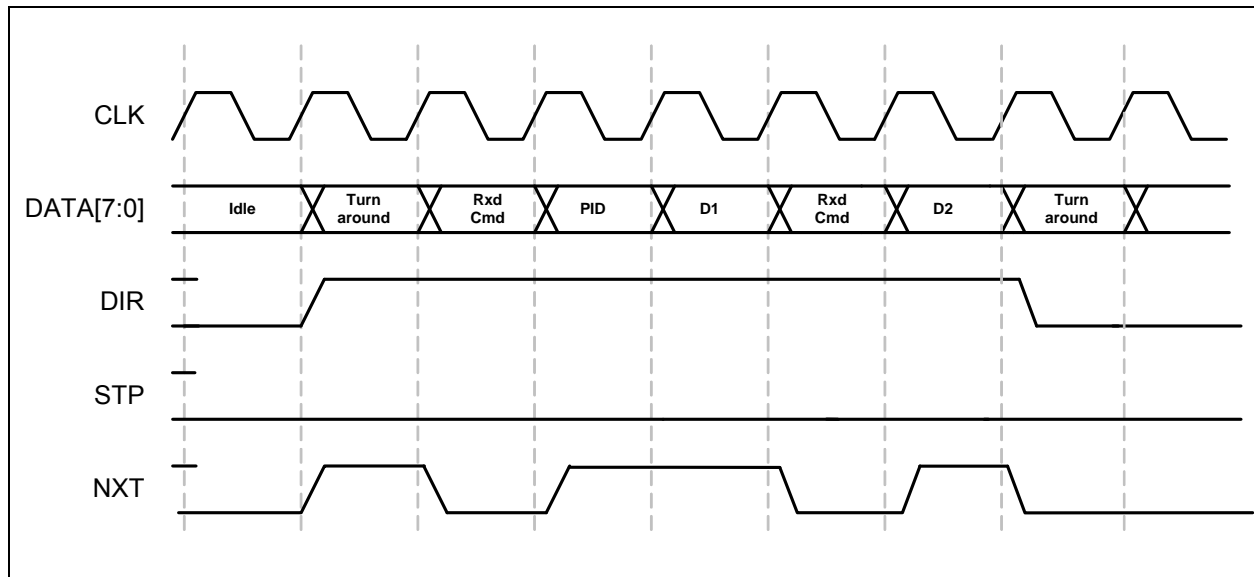 CLK
DATA[7:0]
Idle
Turn
around
Rxd
Cmd
PID
D1
Rxd
Cmd
D2
Turn
around
DIR
STP
NXT